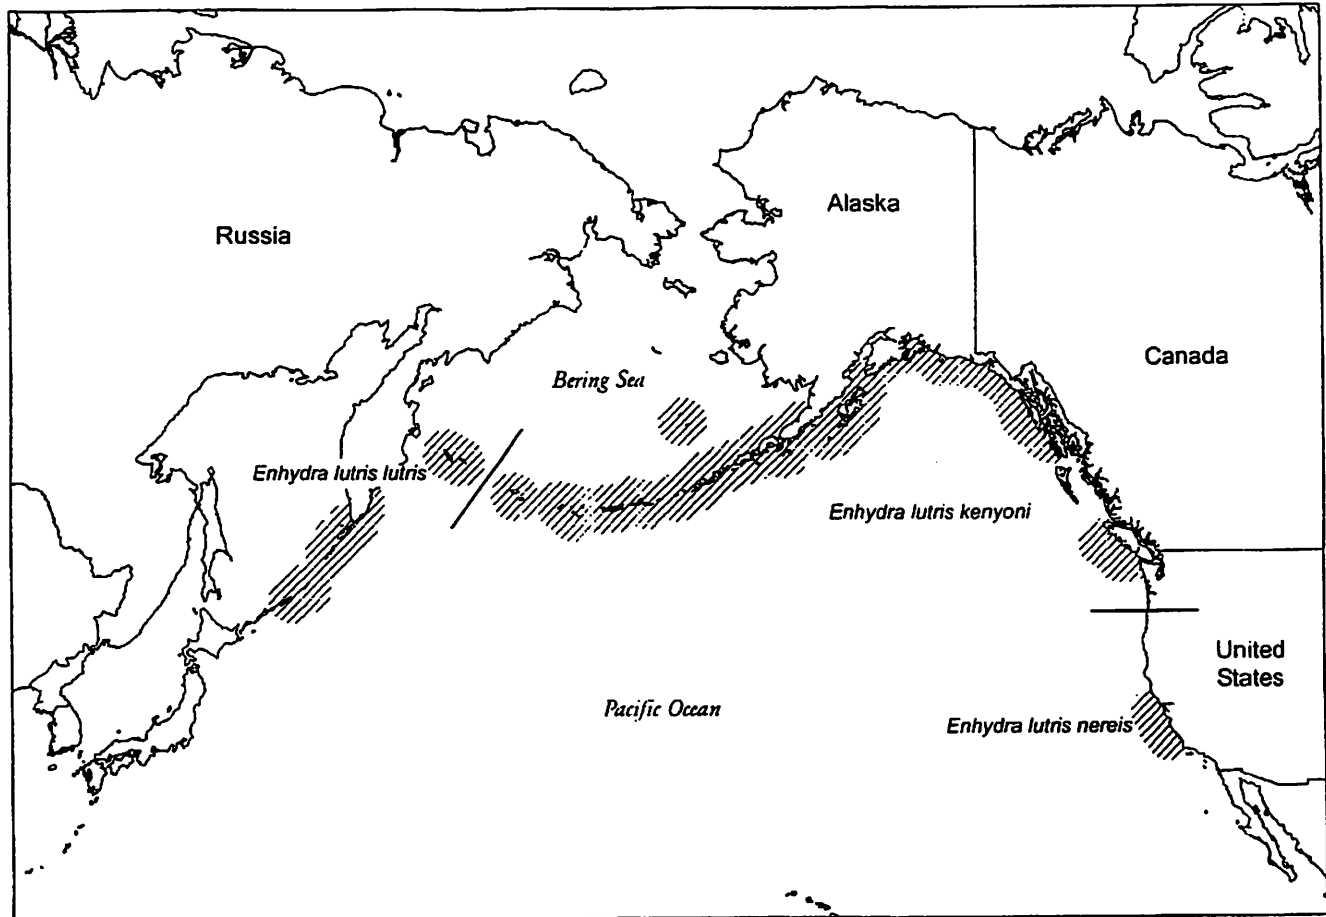 Alaska
Russia
Canada
Bering Sea
Enhydra lutris lutris
Enhydra lutris kenyoni
United
States
Pacific Ocean
Enhydra lutris nereis